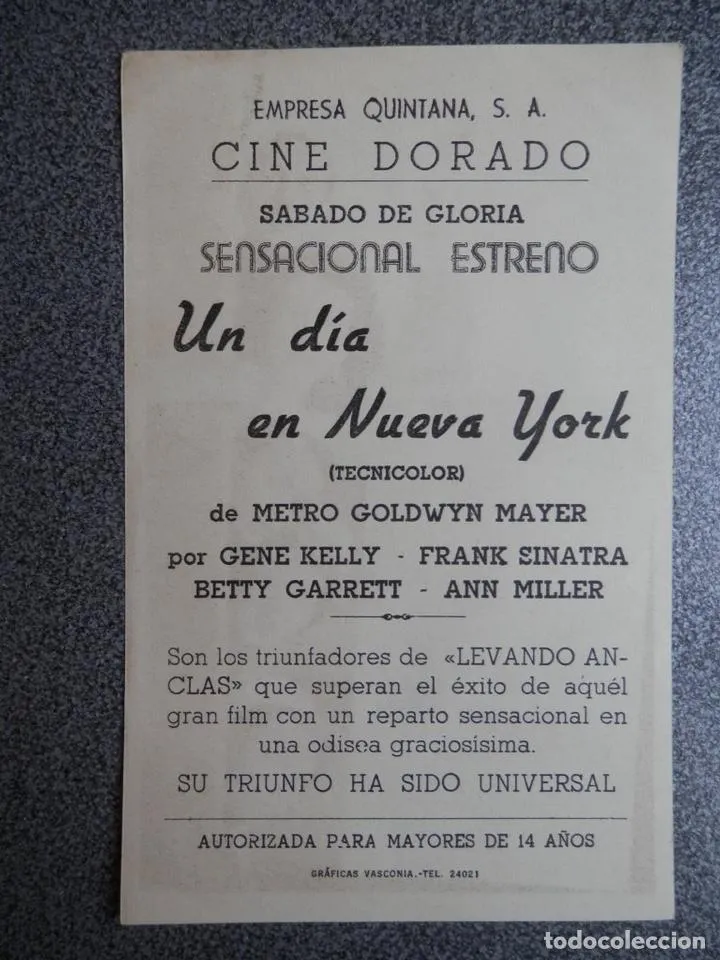 EMPRESA QUINTANA, S. A.
CINE DORADO
SABADO DE GLORIA
SENSACIONAL ESTRENO
Un día
en Nueva York
(TECNICOLOR)
de METRO GOLDWYN MAYER
por GENE KELLY - FRANK SINATRA
BETTY GARRETT - ANN MILLER
Son los triunfadores de «LEVANDO AN-
CLAS» que superan el éxito de aquél
gran film con un reparto sensacional en
una odisea graciosísima.
SU TRIUNFO HA SIDO UNIVERSAL
AUTORIZADA PARA MAYORES DE 14 AÑOS
GRÁFICAS VASCONIA.-TEL. 24021
todocoleccion